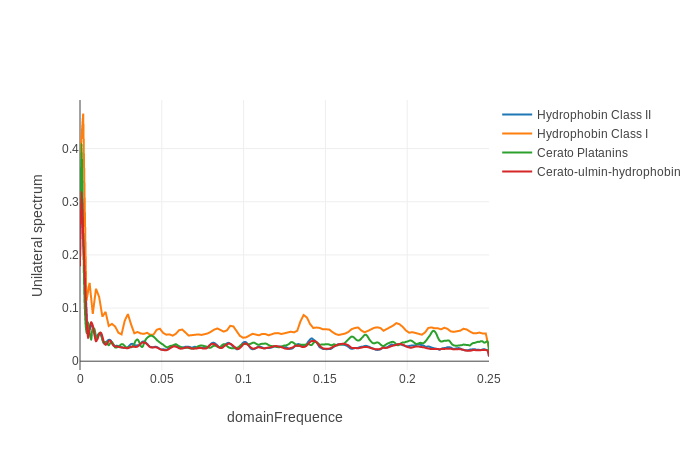 Hydrophobin Class II
Hydrophobin Class I
Cerato Platanins
Cerato-ulmin-hydrophobin
Unilateral spectrum
0.4
0.3
0.2
0.1
0
0 0.05 0.1 0.15 0.2 0.25
domainFrequence